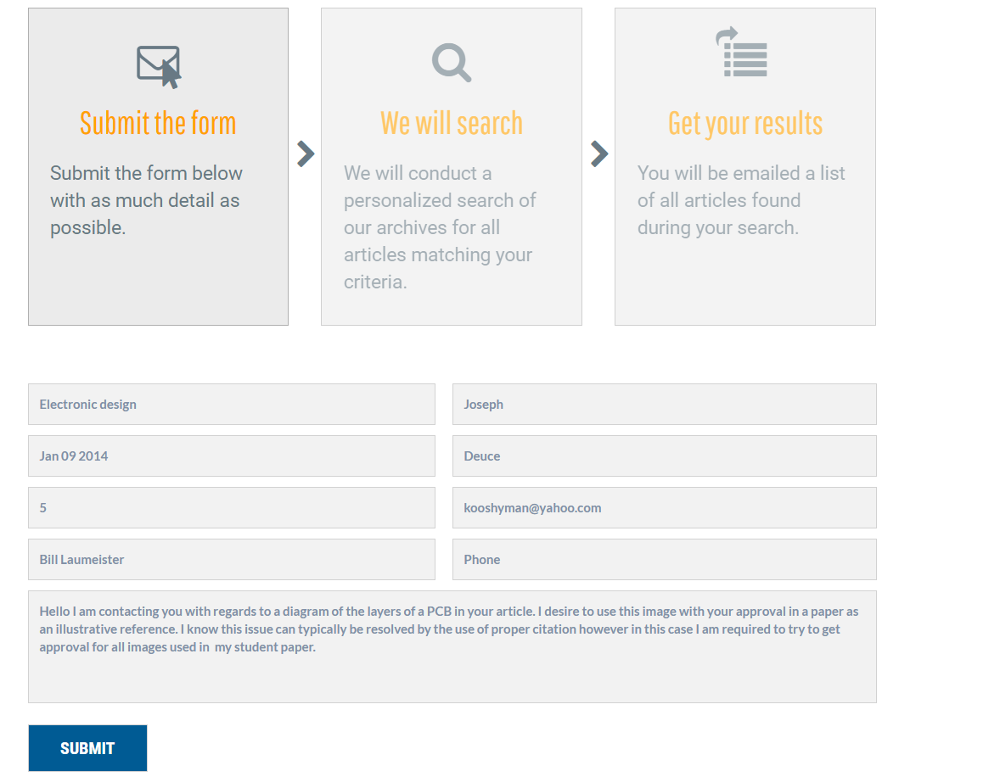 Submit the form
Submit the form below
with as much detail as
possible.
We will search
We will conduct a
personalized search of
our archives for all
articles matching your
criteria.
Get your results
You will be emailed a list
of all articles found
during your search.
Electronic design
Joseph
Jan 09 2014
Deuce
5
kooshyman@yahoo.com
Bill Laumeister
Phone
Hello I am contacting you with regards to a diagram of the layers of a PCB in your article. I desire to use this image with your approval in a paper as
an illustrative reference. I know this issue can typically be resolved by the use of proper citation however in this case I am required to try to get
approval for all images used in  my student paper.
SUBMIT